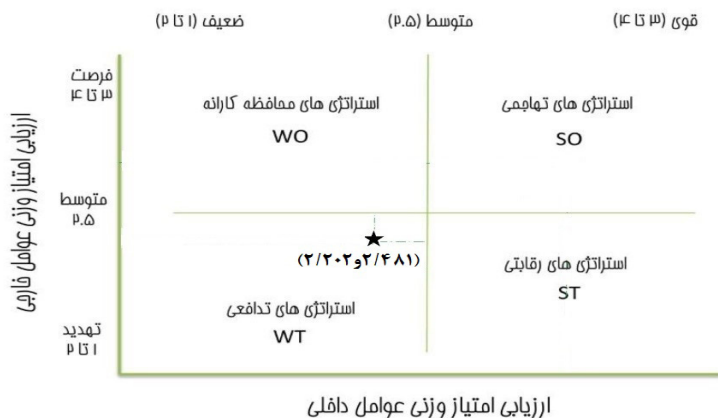 ضعیف (۱ تا ۲)
متوسط (۲.۵)
قوی (۳ تا ۴)
فرصت
۳ تا ۴
استراتژی های محافظه کارانه
WO
استراتژی های تهاجمی
SO
ارزیابی امتیاز وزنی عوامل خارجی
متوسط
۲.۵
(۲/۲۰۲و۲/۴۸۱)
استراتژی های رقابتی
ST
استراتژی های تدافعی
WT
تهدید
۱ تا ۲
ارزیابی امتیاز وزنی عوامل داخلی